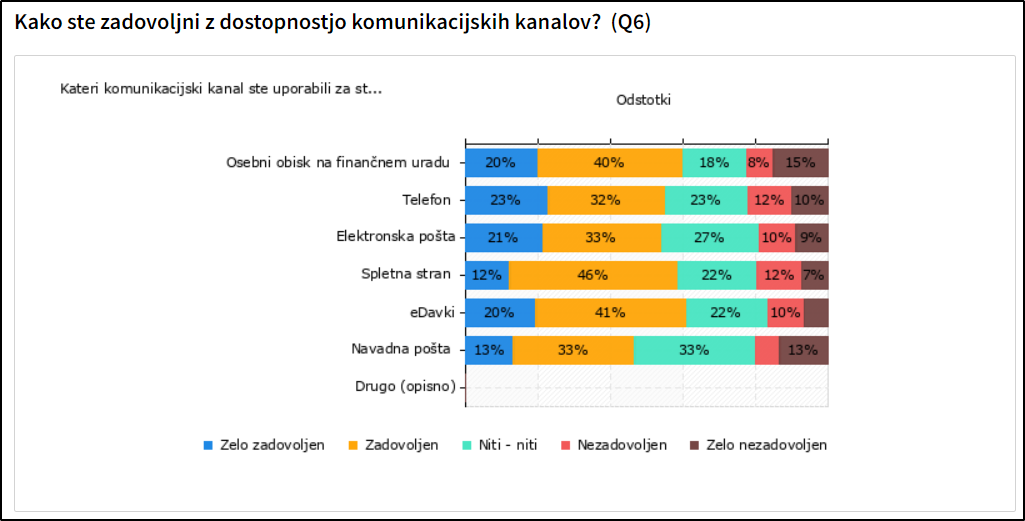 Kako ste zadovoljni z dostopnostjo komunikacijskih kanalov? (Q6)
Kateri komunikacijski kanal ste uporabili za st...
Odstotki
Osebni obisk na finančnem uradu 20% 40% 18% 8% 15%
Telefon 23% 32% 23% 12% 10%
Elektronska pošta 21% 33% 27% 10% 9%
Spletna stran 12% 46% 22% 12% 7%
eDavki 20% 41% 22% 10%
Navadna pošta 13% 33% 33% 13%
Drugo (opisno)
Zelo zadovoljen Zadovoljen Niti - niti Nezadovoljen Zelo nezadovoljen